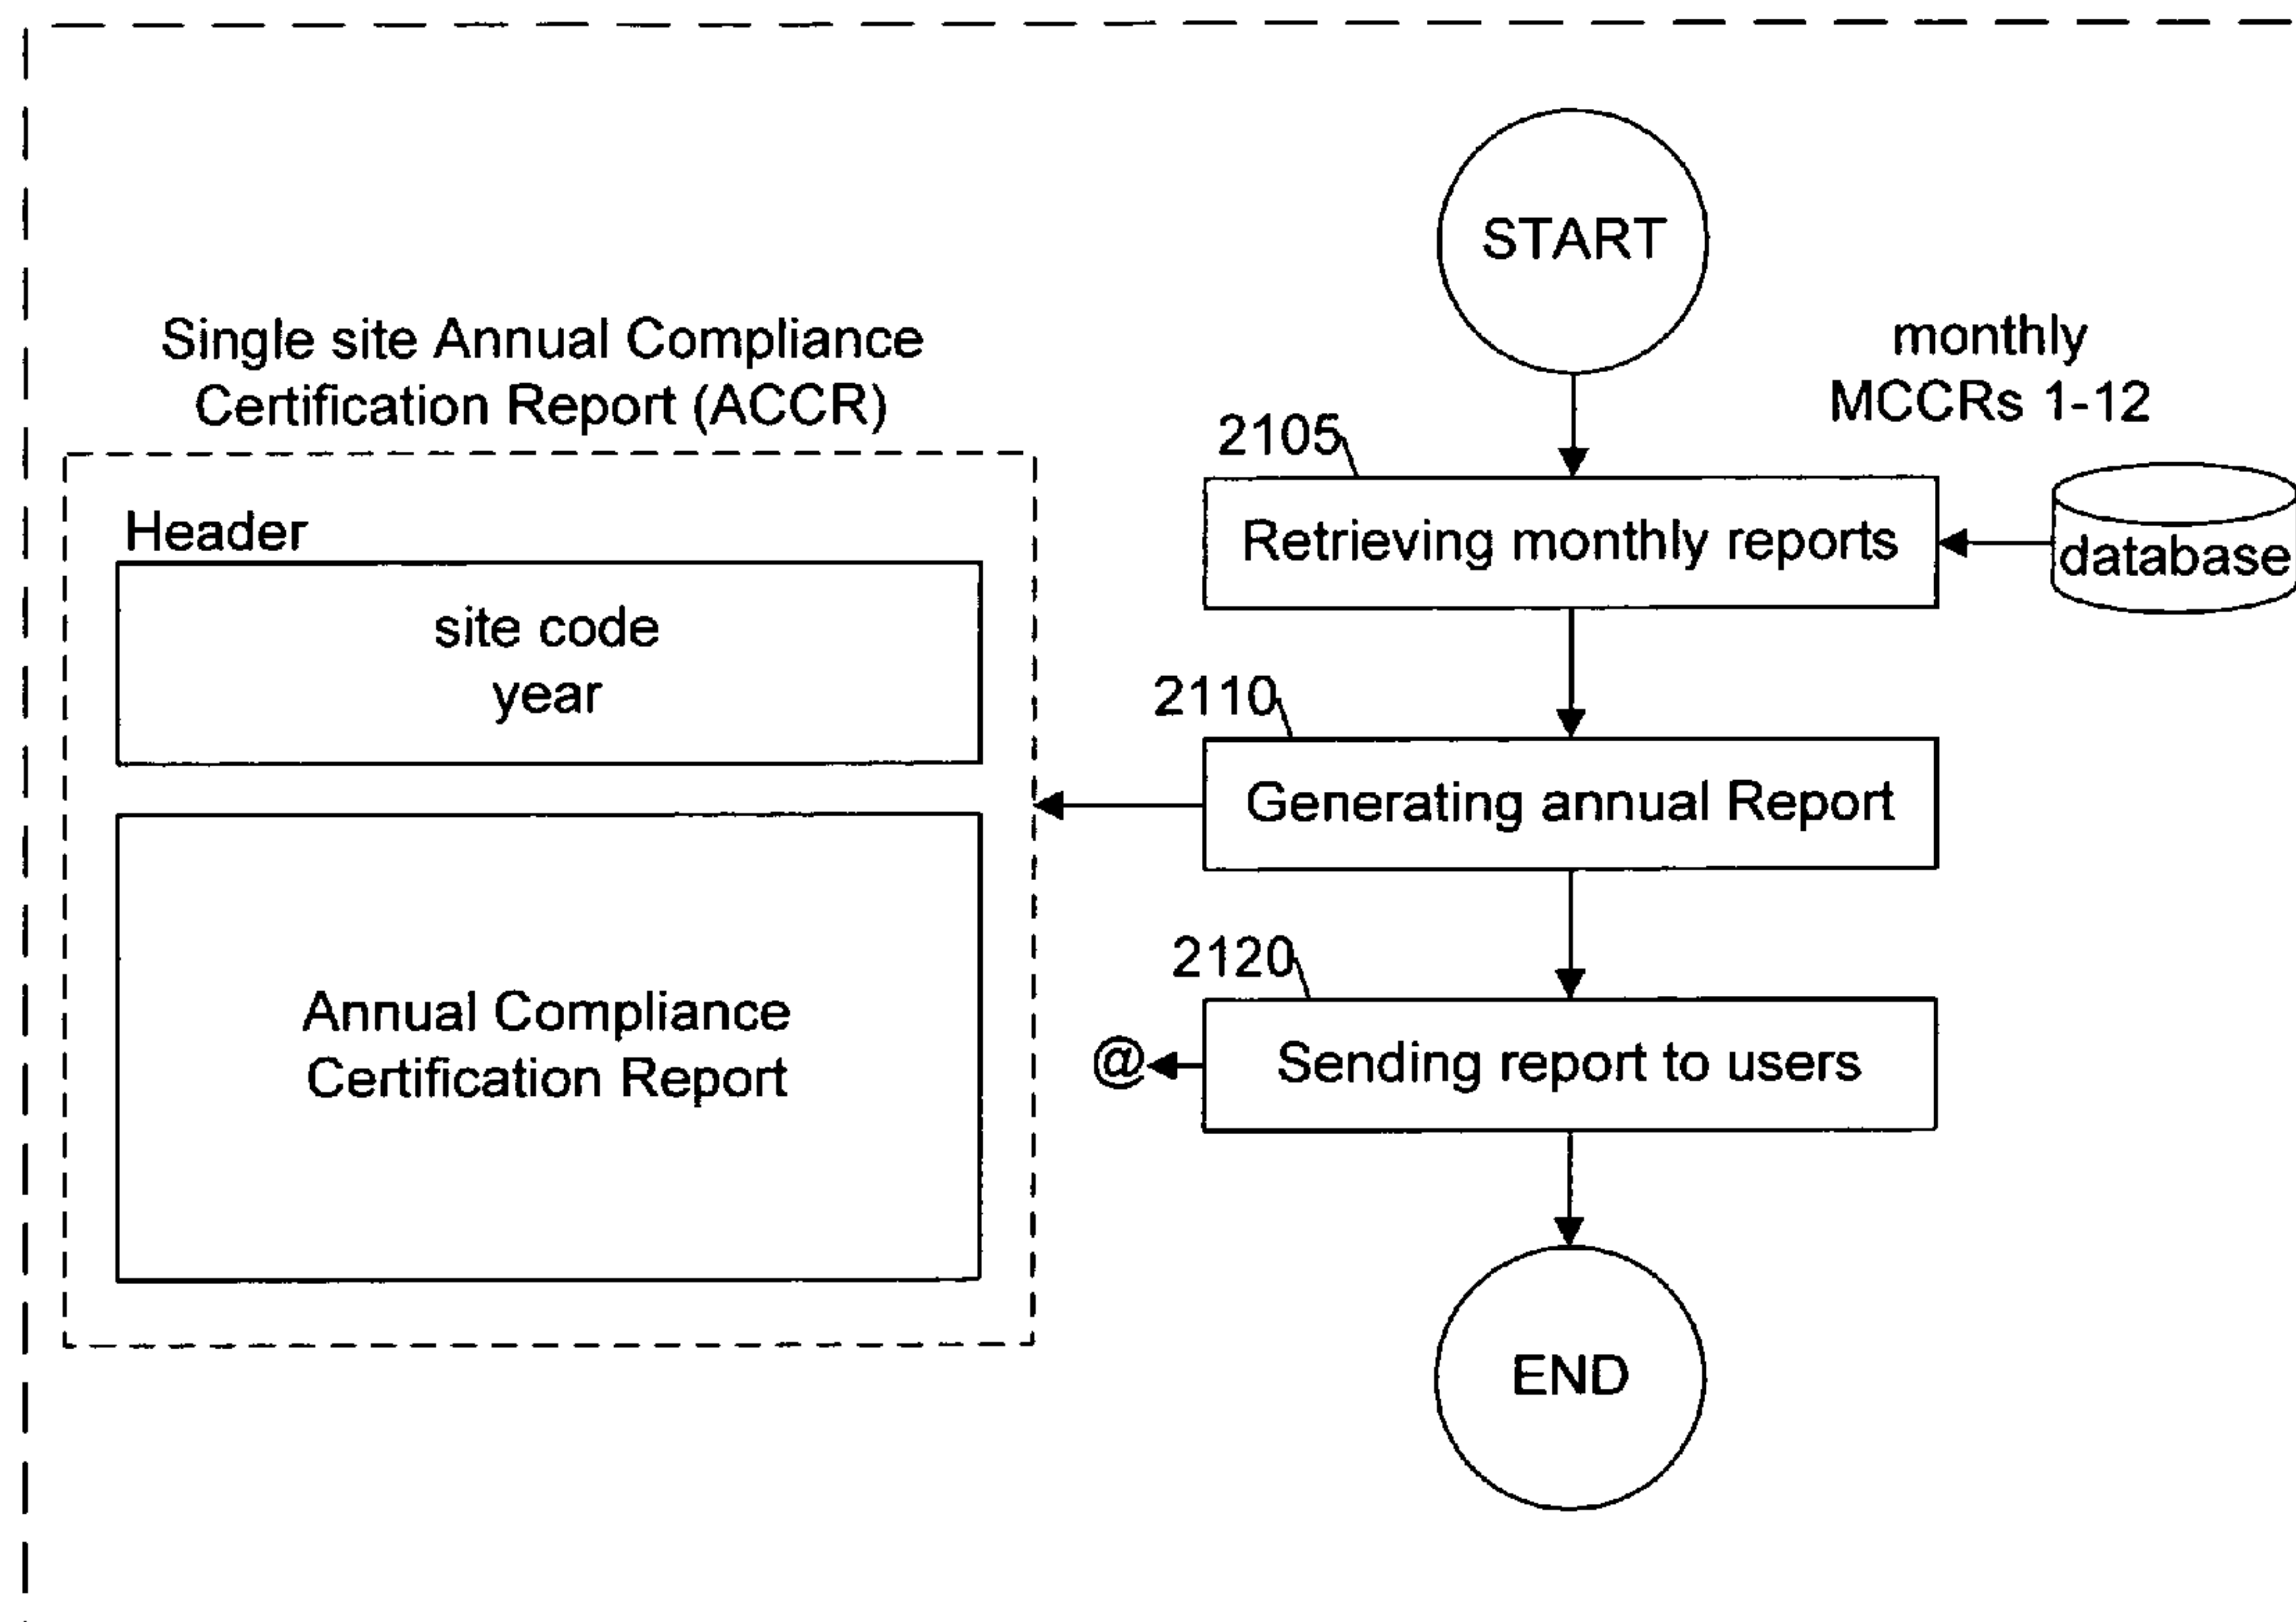 START
Single site Annual Compliance
Certification Report (ACCR)
monthly
MCCRs 1-12
2105
Header
Retrieving monthly reports
database
site code
year
2110
Generating annual Report
2120
Annual Compliance
Certification Report
@
Sending report to users
END